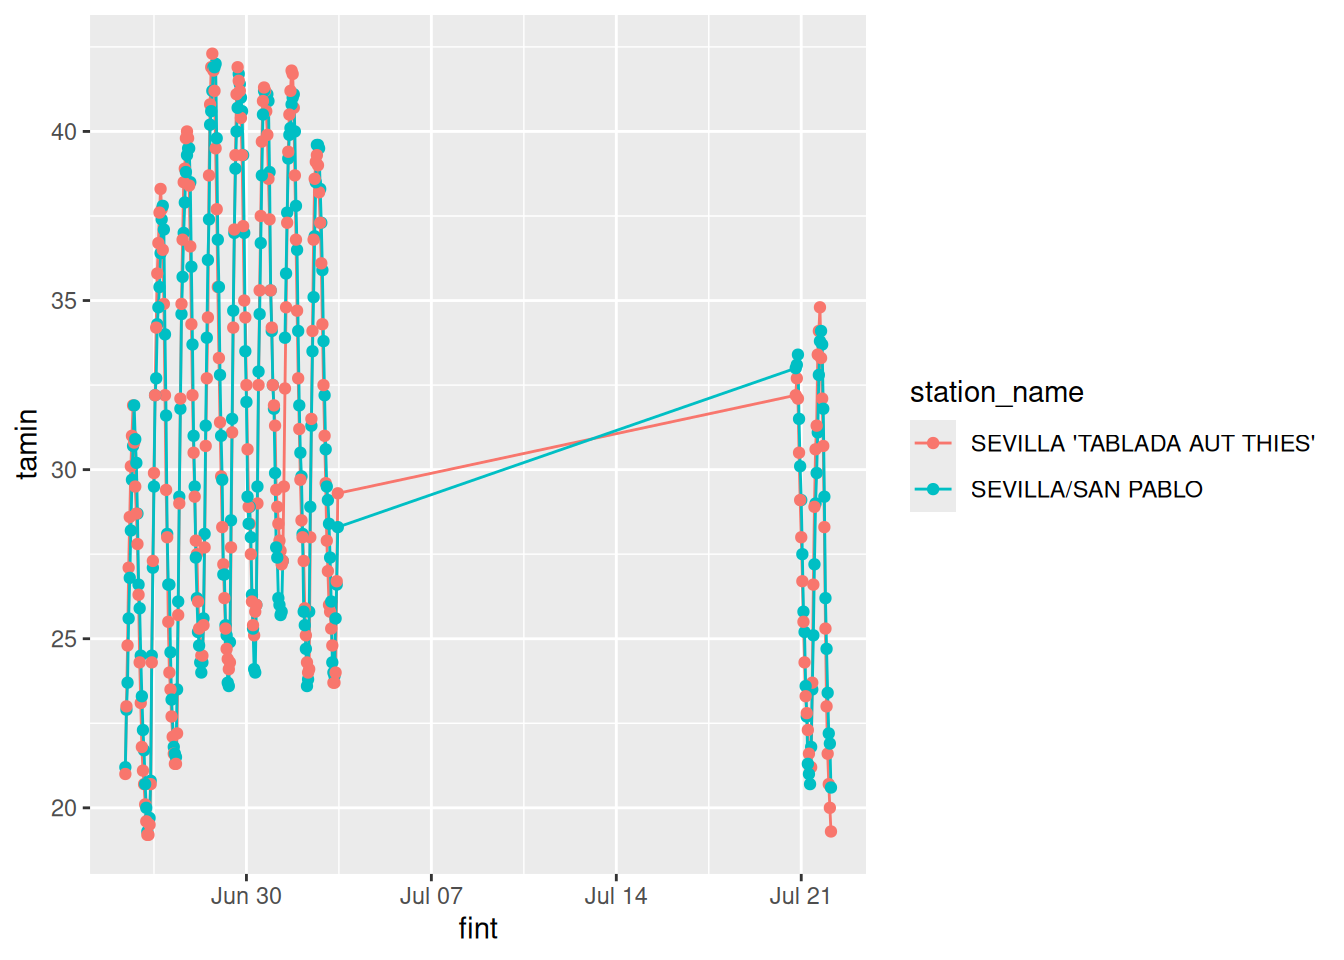 40
35
30
25
20
tamin
Jun 30
Jul 07
Jul 14
Jul 21
fint
station_name
SEVILLA 'TABLADA AUT THIES'
SEVILLA/SAN PABLO